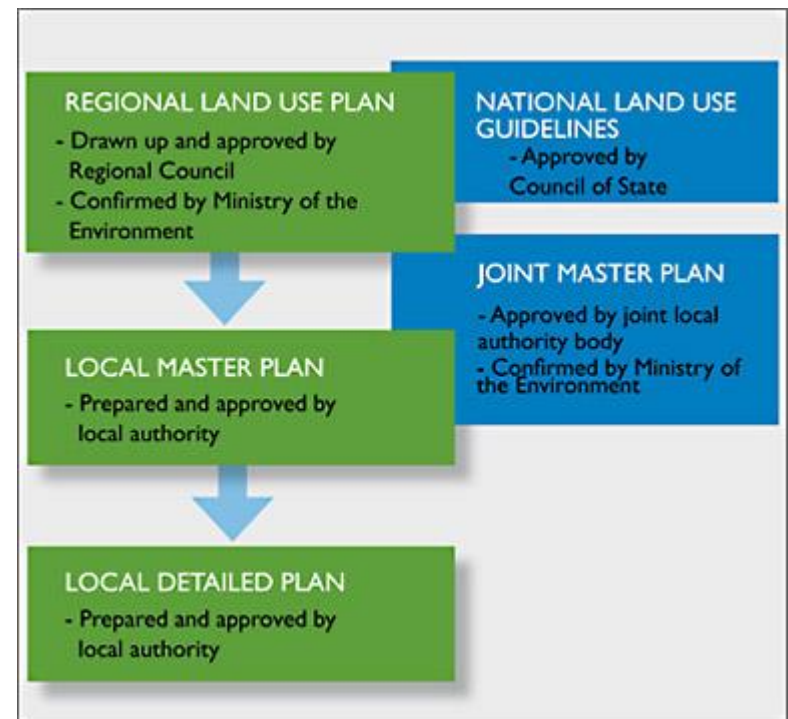 REGIONAL LAND USE PLAN
- Drawn up and approved by
Regional Council
- Confirmed by Ministry of the
Environment
NATIONAL LAND USE
GUIDELINES
- Approved by
Council of State
JOINT MASTER PLAN
- Approved by joint local
authority body
- Confirmed by Ministry of
the Environment
LOCAL MASTER PLAN
- Prepared and approved by
local authority
LOCAL DETAILED PLAN
- Prepared and approved by
local authority